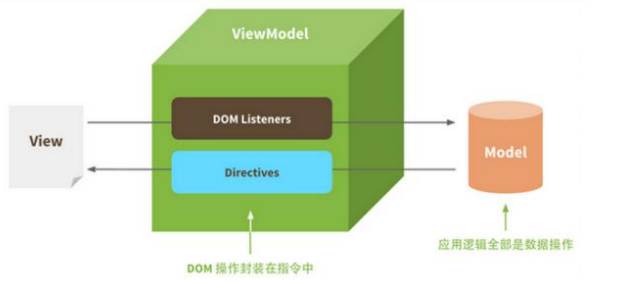 ViewModel
DOM Listeners
View
Directives
Model
DOM 操作封装在指令中
应用逻辑全部是数据操作